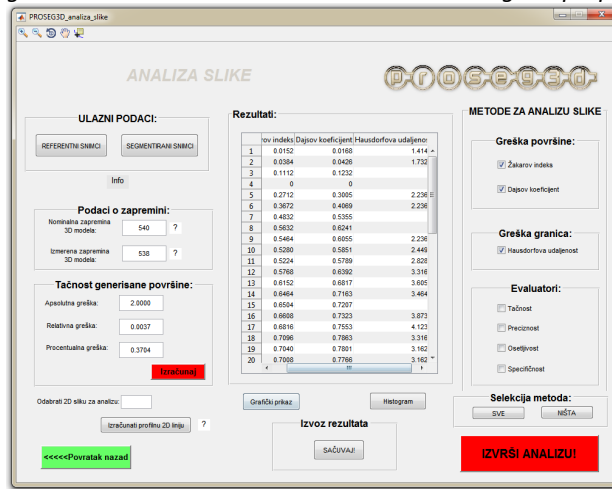 PROSEG3D_analiza_slike
ANALIZA SLIKE
Proseg3d
ULAZNI PODACI:
REFERENTNI SNIMCI
SEGMENTIRANI SNIMCI
Info
Podaci o zapremini:
Nominalna zapremina
3D modela:
540
?
Izmerena zapremina
3D modela:
538
?
Tačnost generisane površine:
Apsolutna greška:
2.0000
Relativna greška:
0.0037
Procentualna greška:
0.3704
Izračunaj
Odabrati 2D sliku za analizu:
Izračunati profilnu 2D liniju
?
<<<<<Povratak nazad
Rezultati:
rov indeks Dajsov koeficijent Hausdorfova udaljenos
1 0.0152 0.0168 1.414
2 0.0384 0.0426 1.732
3 0.1112 0.1232
4 0 0
5 0.2712 0.3005 2.236
6 0.3672 0.4069 2.236
7 0.4832 0.5355
8 0.5632 0.6241
9 0.5464 0.6055 2.236
10 0.5280 0.5851 2.449
11 0.5224 0.5789 2.828
12 0.5768 0.6392 3.316
13 0.6152 0.6817 3.605
14 0.6464 0.7163 3.464
15 0.6504 0.7207
16 0.6608 0.7323 3.873
17 0.6816 0.7553 4.123
18 0.7096 0.7863 3.316
19 0.7040 0.7801 3.162
20 0.7008 0.7766 3.162
Grafički prikaz
Histogram
Izvoz rezultata
SAČUVAJ!
METODE ZA ANALIZU SLIKE
Greška površine:
Žakarov indeks
Dajsov koeficijent
Greška granica:
Hausdorfova udaljenost
Evaluatori:
Tačnost
Preciznost
Osetljivost
Specifičnost
Selekcija metoda:
SVE
NIŠTA
IZVRŠI ANALIZU!